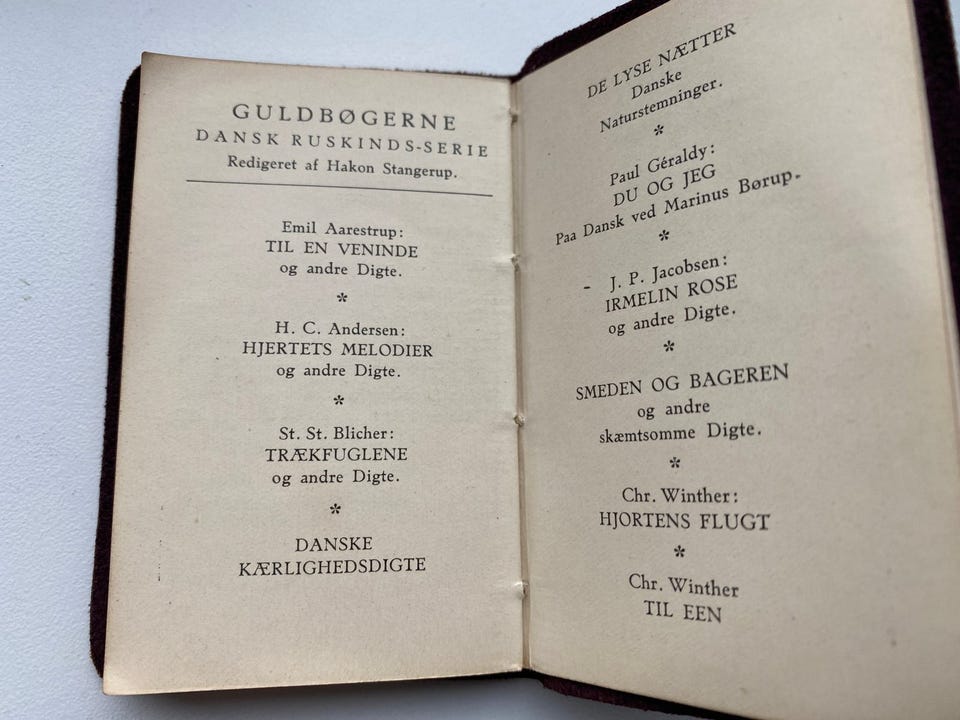 GULDBØGERNE
DANSK RUSKINDS-SERIE
Redigeret af Hakon Stangerup.
Emil Aarestrup:
TIL EN VENINDE
og andre Digte.
*
H. C. Andersen:
HJERTETS MELODIER
og andre Digte.
*
St. St. Blicher:
TRÆKFUGLENE
og andre Digte.
*
DANSKE
KÆRLIGHEDSDIGTE
DE LYSE NÆTTER
Danske
Naturstemninger.
*
Paul Géraldy:
DU OG JEG
Paa Dansk ved Marinus Børup.
*
- J. P. Jacobsen:
IRMELIN ROSE
og andre Digte.
*
SMEDEN OG BAGEREN
og andre
skæmtsomme Digte.
*
Chr. Winther:
HJORTENS FLUGT
*
Chr. Winther
TIL EEN